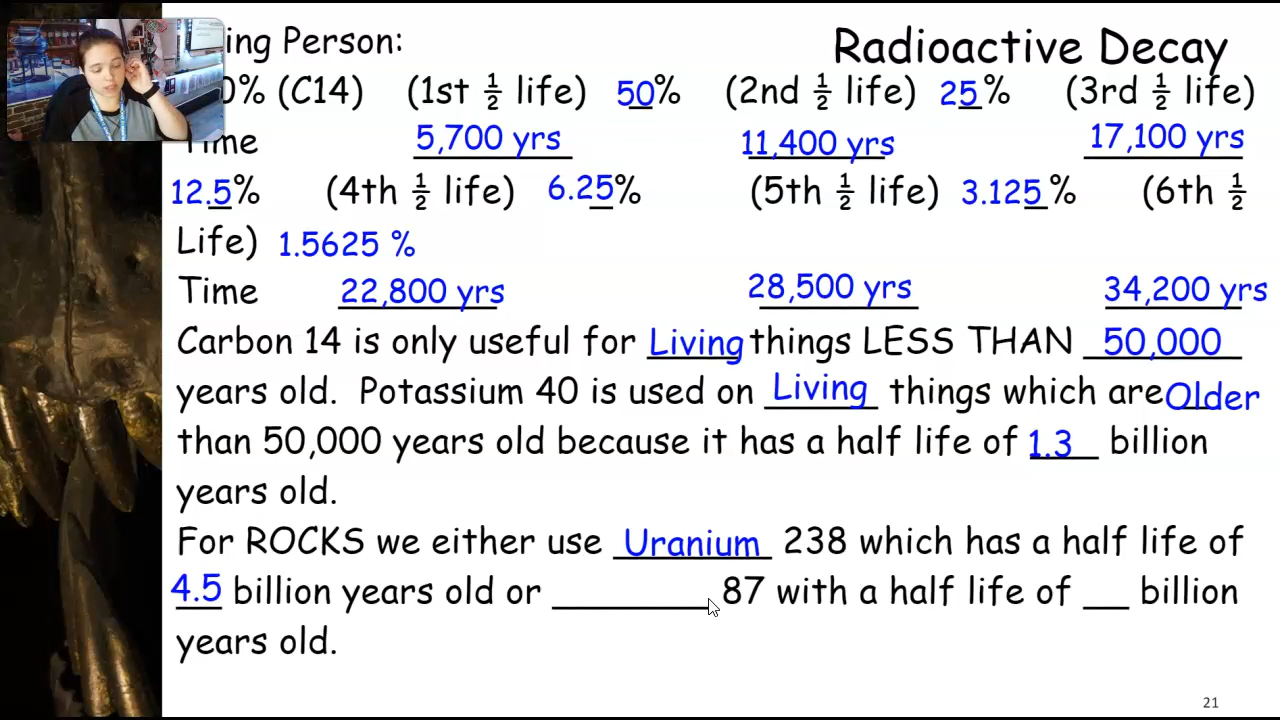 ing Person:
Radioactive Decay
0% (C14) (1st ½ life) 50% (2nd ½ life) 25% (3rd ½ life)
Time 5,700 yrs 11,400 yrs 17,100 yrs
12.5% (4th ½ life) 6.25% (5th ½ life) 3.125% (6th ½
Life) 1.5625 %
Time 22,800 yrs 28,500 yrs 34,200 yrs
Carbon 14 is only useful for Living things LESS THAN 50,000
years old. Potassium 40 is used on Living things which are Older
than 50,000 years old because it has a half life of 1.3 billion
years old.
For ROCKS we either use Uranium 238 which has a half life of
4.5 billion years old or _________ 87 with a half life of __ billion
years old.
21